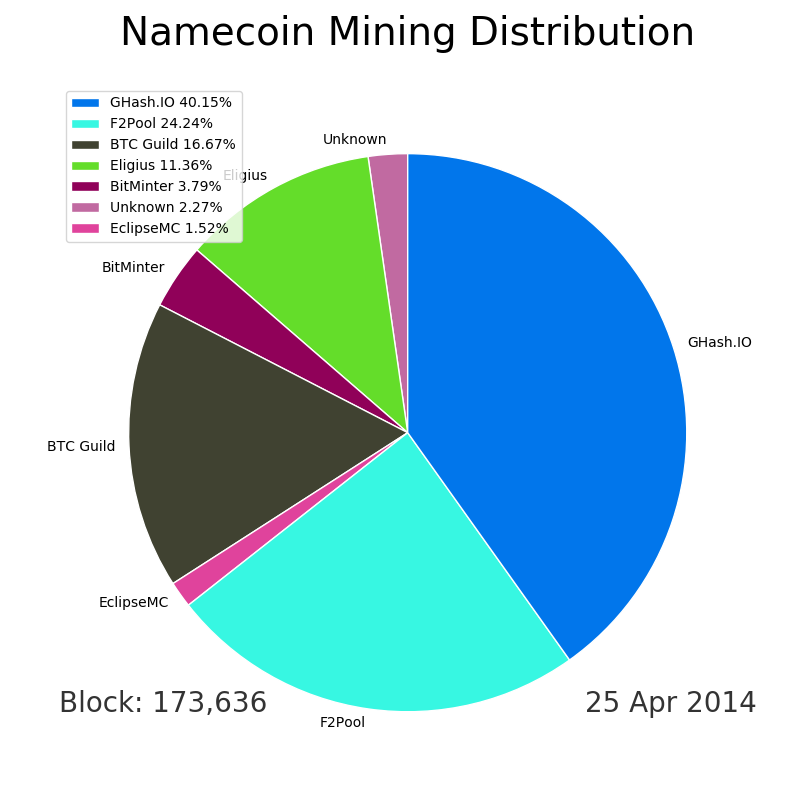 Namecoin Mining Distribution
GHash.IO 40.15%
F2Pool 24.24%
BTC Guild 16.67%
Eligius 11.36%
BitMinter 3.79%
Unknown 2.27%
EclipseMC 1.52%
Unknown
Eligius
BitMinter
GHash.IO
BTC Guild
EclipseMC
F2Pool
Block: 173,636
25 Apr 2014